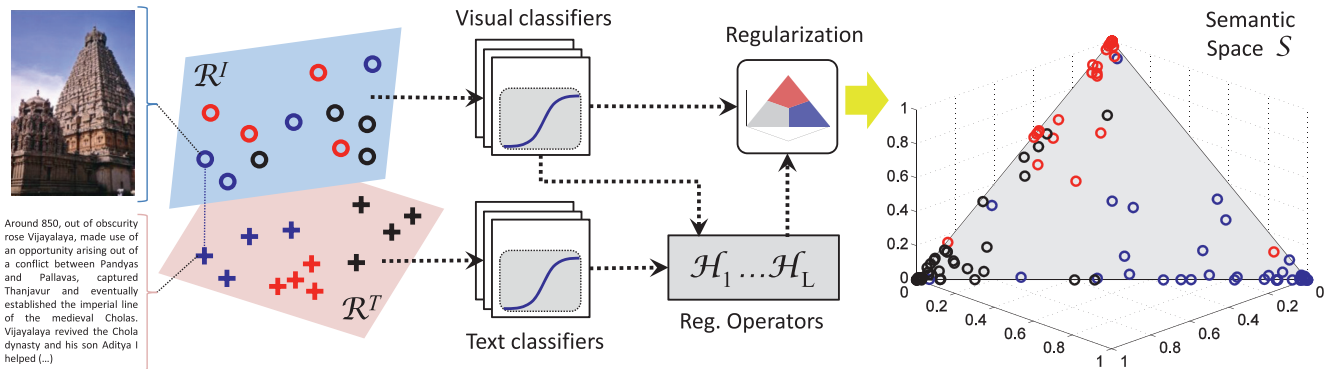 Around 850, out of obscurity
rose Vijayalaya, made use of
an opportunity arising out of
a conflict between Pandyas
and Pallavas, captured
Thanjavur and eventually
established the imperial line
of the medieval Cholas.
Vijayalaya revived the Chola
dynasty and his son Aditya I
helped (...)
ℛᴵ
ℛᵀ
Visual classifiers
Text classifiers
Regularization
ℋ₁ ...ℋ_L
Reg. Operators
Semantic
Space 𝒮
1
0.8
0.6
0.4
0.2
0
0
0.2
0.4
0.6
0.8
1
1
0.8
0.6
0.4
0.2
0